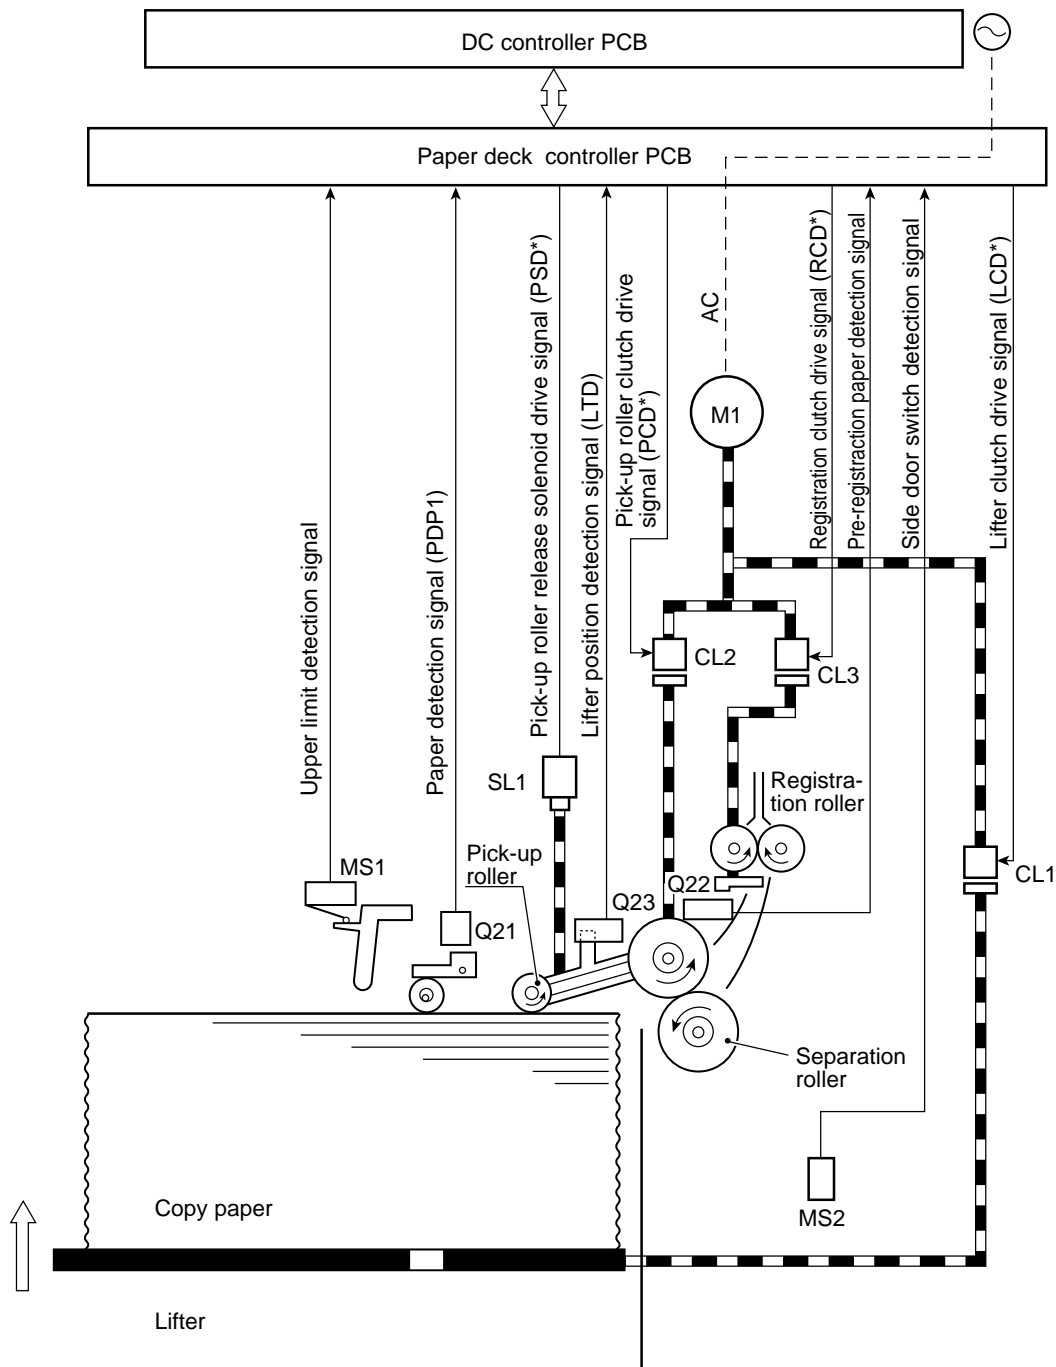 DC controller PCB
Paper deck controller PCB
Upper limit detection signal
Paper detection signal (PDP1)
Pick-up roller release solenoid drive signal (PSD*)
Lifter position detection signal (LTD)
Pick-up roller clutch drive
signal (PCD*)
AC
Registration clutch drive signal (RCD*)
Pre-registraction paper detection signal
Side door switch detection signal
Lifter clutch drive signal (LCD*)
M1
CL2
CL3
SL1
Registra-
tion roller
Pick-up
roller
MS1
Q22
CL1
Q23
Q21
Separation
roller
Copy paper
MS2
Lifter